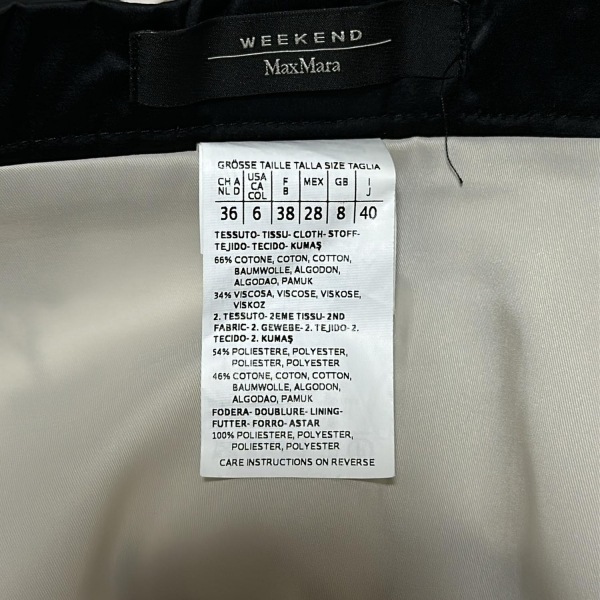 WEEKEND
MaxMara
GRÖSSE TAILLE TALLA SIZE TAGLIA
CH A NL D USA CA COL F B MEX GB I J
36 6 38 28 8 40
TESSUTO- TISSU- CLOTH- STOFF-
TEJIDO- TECIDO- KUMAŞ
66% COTONE, COTON, COTTON,
BAUMWOLLE, ALGODON,
ALGODAO, PAMUK
34% VISCOSA, VISCOSE, VISKOSE,
VISKOZ
2. TESSUTO- 2EME TISSU- 2ND
FABRIC- 2. GEWEBE- 2. TEJIDO- 2.
TECIDO- 2. KUMAŞ
54% POLIESTERE, POLYESTER,
POLIESTER, POLYESTER
46% COTONE, COTON, COTTON,
BAUMWOLLE, ALGODON,
ALGODAO, PAMUK
FODERA- DOUBLURE- LINING-
FUTTER- FORRO- ASTAR
100% POLIESTERE, POLYESTER,
POLIESTER, POLYESTER
CARE INSTRUCTIONS ON REVERSE